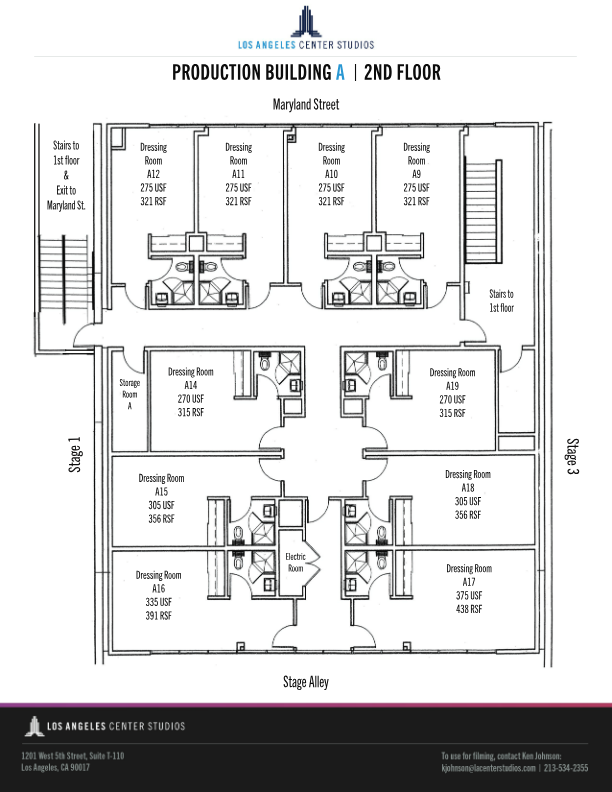 LOS ANGELES CENTER STUDIOS
PRODUCTION BUILDING A | 2ND FLOOR
Maryland Street
Stairs to
1st floor
&
Exit to
Maryland St.
Dressing
Room
A12
275 USF
321 RSF
Dressing
Room
A11
275 USF
321 RSF
Dressing
Room
A10
275 USF
321 RSF
Dressing
Room
A9
275 USF
321 RSF
Stairs to
1st floor
Storage
Room
A
Dressing Room
A14
270 USF
315 RSF
Dressing Room
A19
270 USF
315 RSF
Stage 1
Stage 3
Dressing Room
A15
305 USF
356 RSF
Dressing Room
A18
305 USF
356 RSF
Electric
Room
Dressing Room
A16
335 USF
391 RSF
Dressing Room
A17
375 USF
438 RSF
Stage Alley
LOS ANGELES CENTER STUDIOS
1201 West 5th Street, Suite T-110
Los Angeles, CA 90017
To use for filming, contact Ken Johnson:
kjohnson@lacenterstudios.com | 213-534-2355